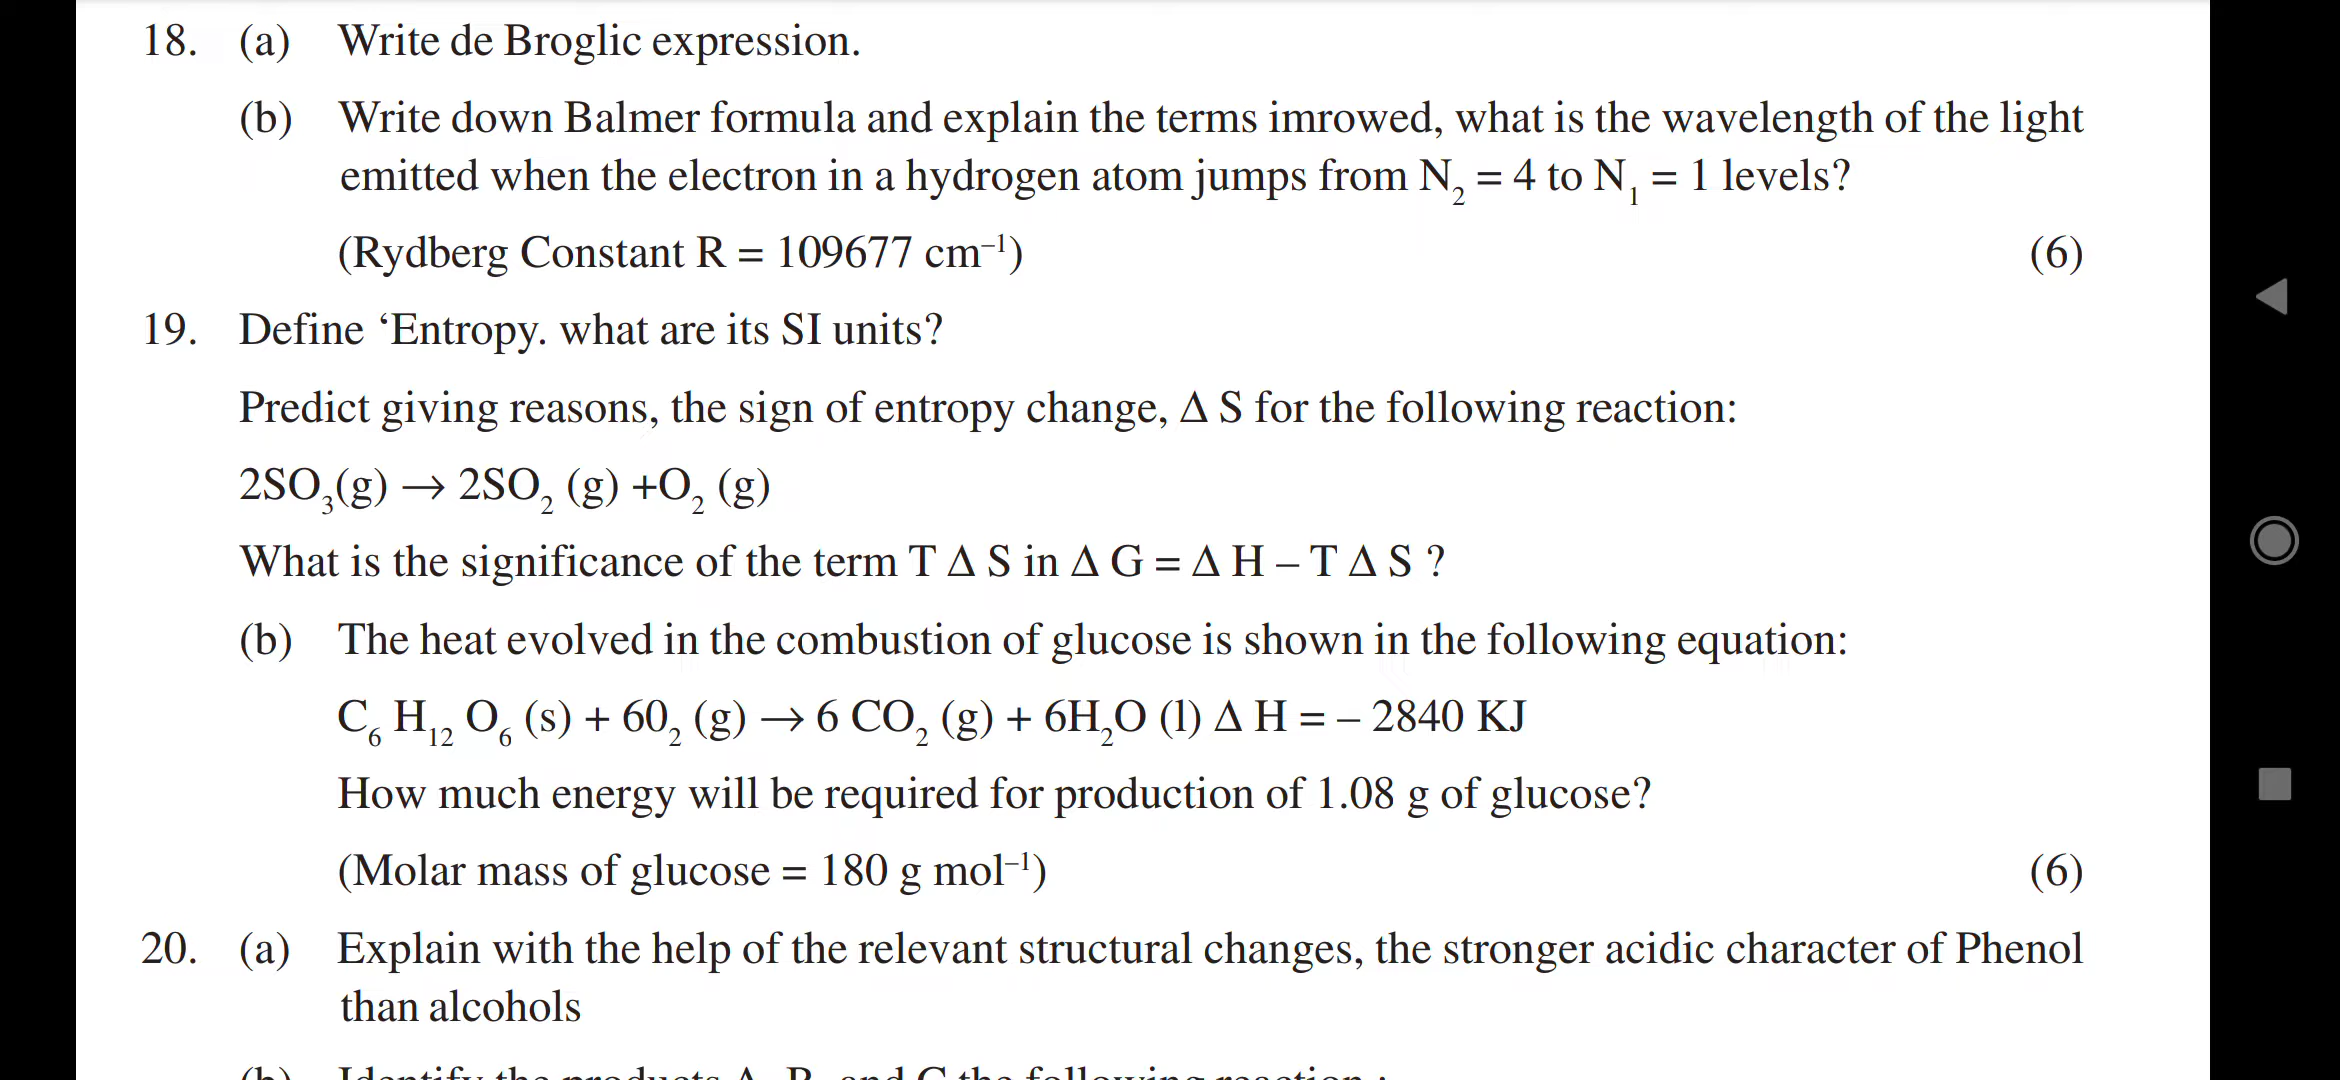 18. (a) Write de Broglic expression.
(b) Write down Balmer formula and explain the terms imrowed, what is the wavelength of the light
emitted when the electron in a hydrogen atom jumps from N₂ = 4 to N₁ = 1 levels?
(Rydberg Constant R = 109677 cm⁻¹) (6)
19. Define ‘Entropy. what are its SI units?
Predict giving reasons, the sign of entropy change, Δ S for the following reaction:
2SO₃(g) → 2SO₂ (g) +O₂ (g)
What is the significance of the term T Δ S in Δ G = Δ H – T Δ S ?
(b) The heat evolved in the combustion of glucose is shown in the following equation:
C₆ H₁₂ O₆ (s) + 60₂ (g) → 6 CO₂ (g) + 6H₂O (l) Δ H = – 2840 KJ
How much energy will be required for production of 1.08 g of glucose?
(Molar mass of glucose = 180 g mol⁻¹) (6)
20. (a) Explain with the help of the relevant structural changes, the stronger acidic character of Phenol
than alcohols
(b) Identify the products A, B, and C the following reaction :